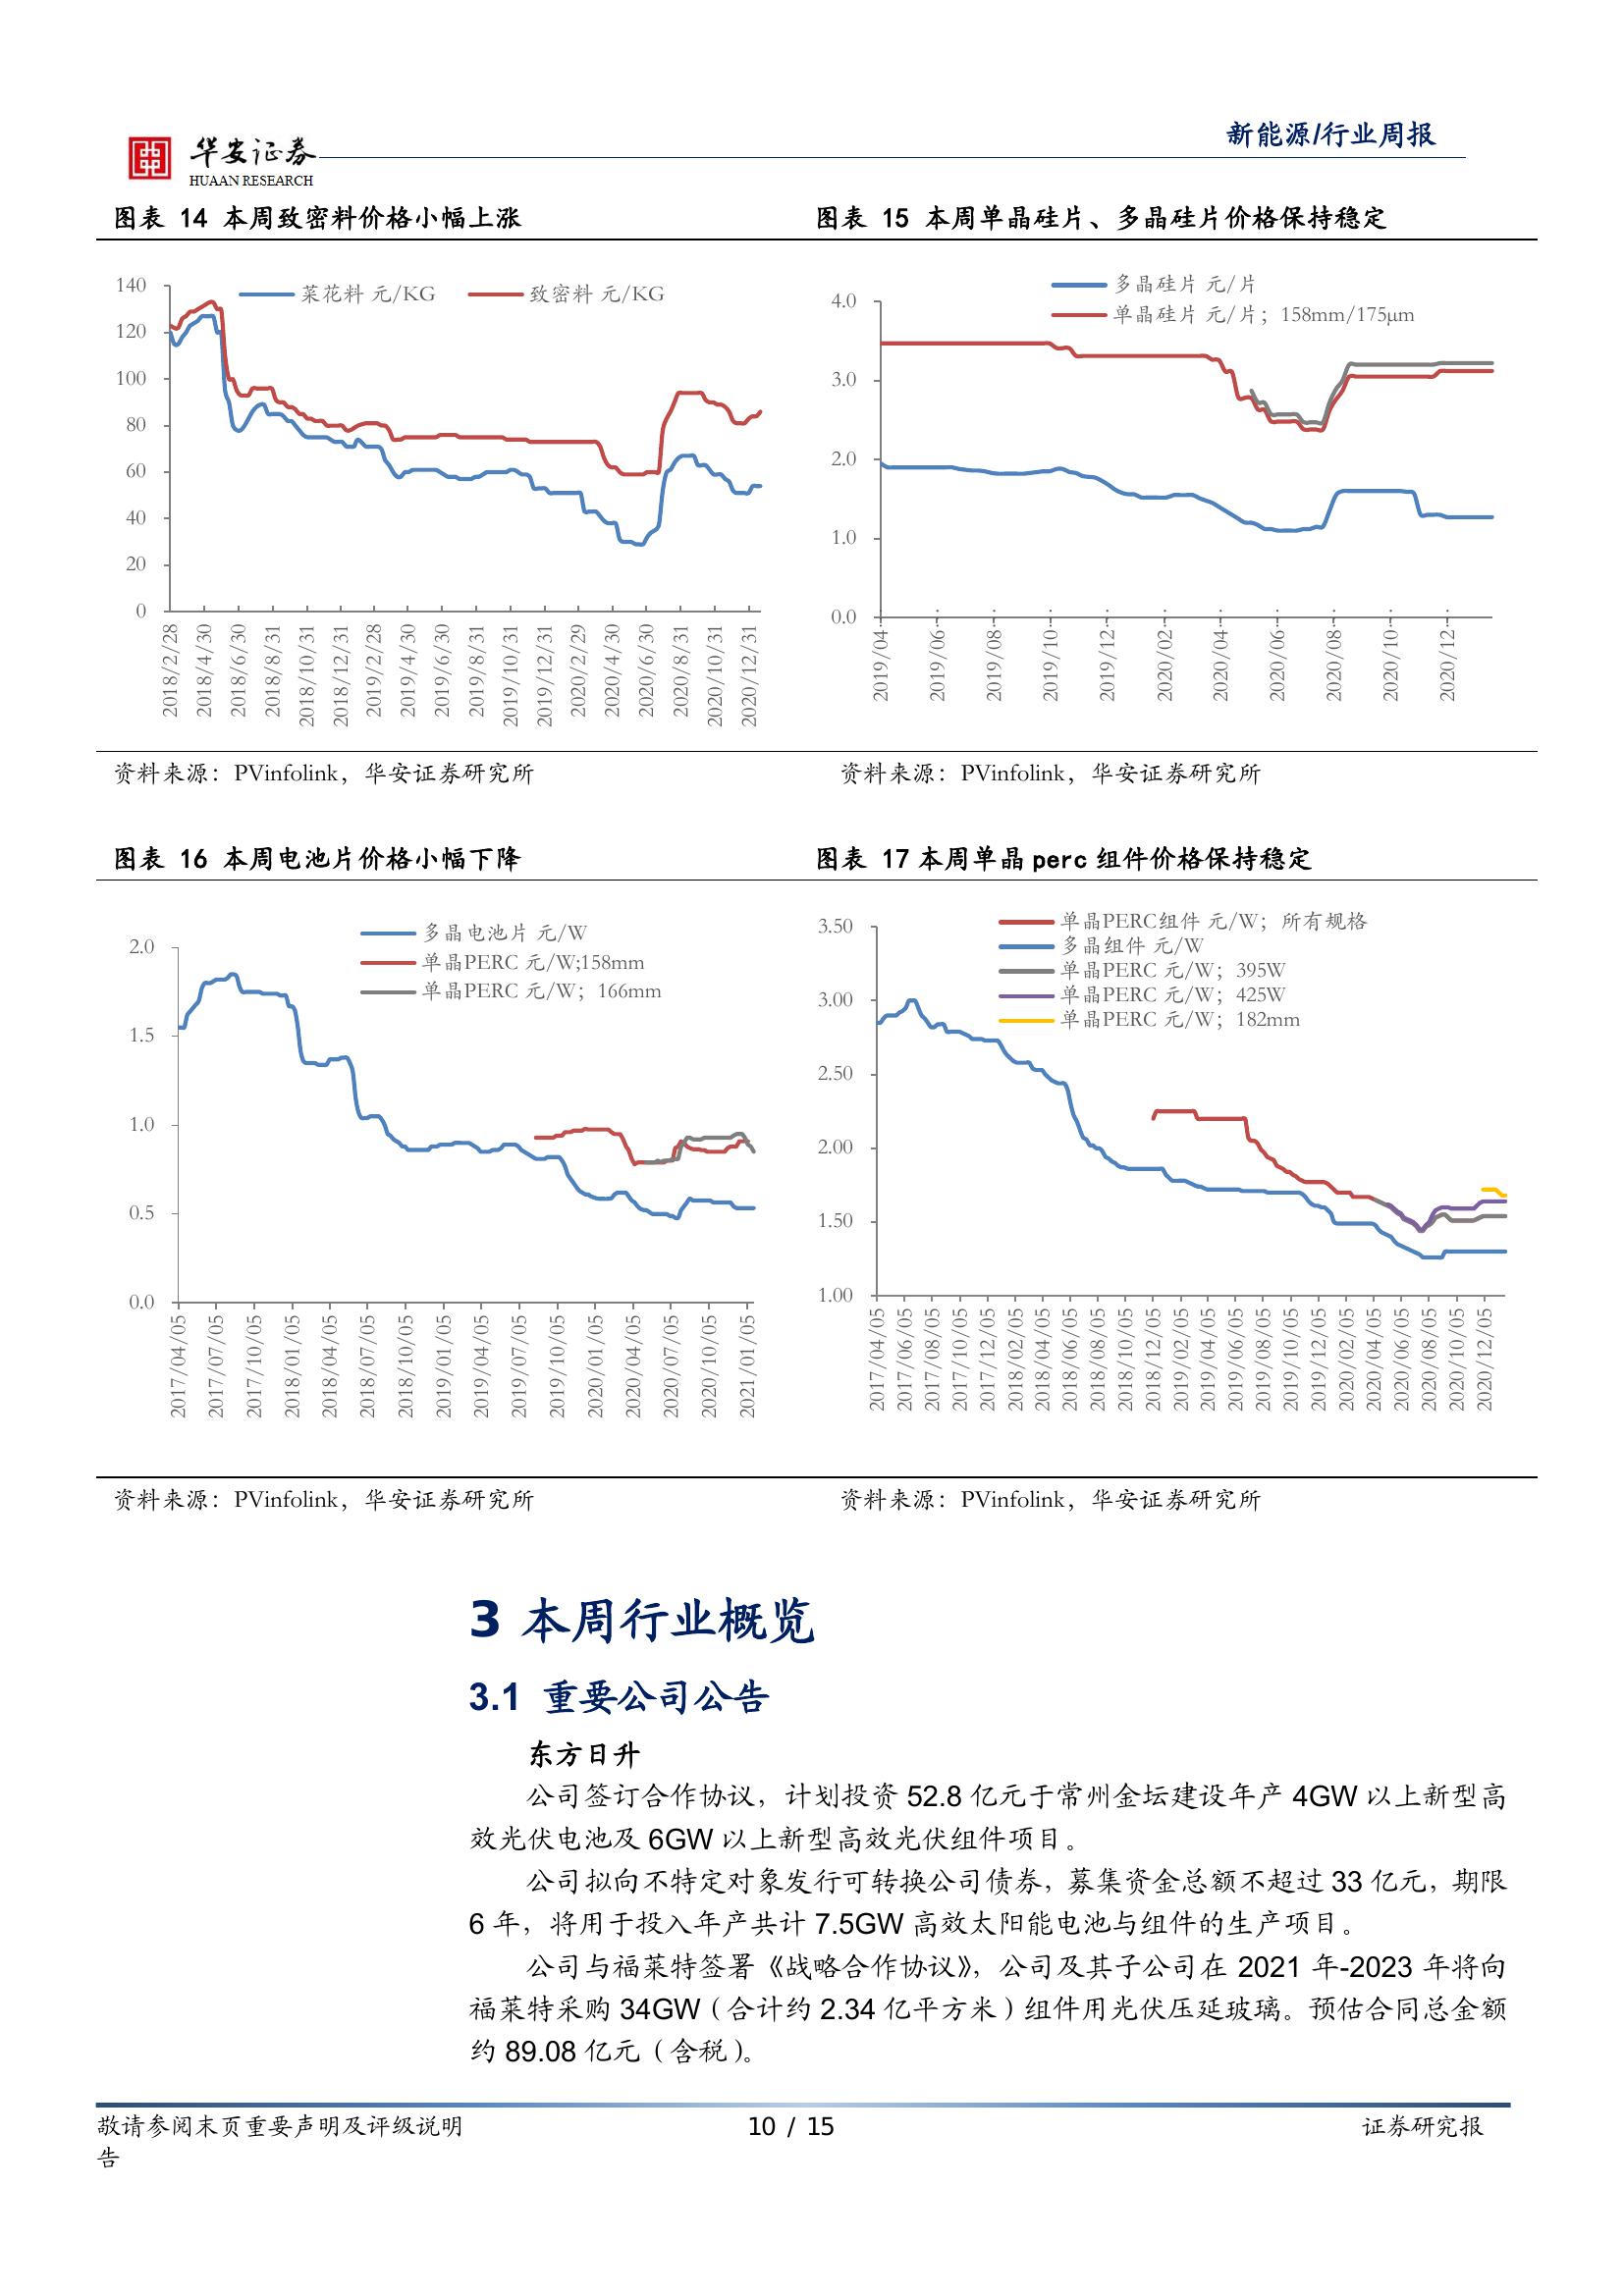 新能源/行业周报
华安证券
HUAAN RESEARCH
图表 14 本周致密料价格小幅上涨
图表 15 本周单晶硅片、多晶硅片价格保持稳定
菜花料 元/KG
致密料 元/KG
140
120
100
80
60
40
20
0
2018/2/28
2018/4/30
2018/6/30
2018/8/31
2018/10/31
2018/12/31
2019/2/28
2019/4/30
2019/6/30
2019/8/31
2019/10/31
2019/12/31
2020/2/29
2020/4/30
2020/6/30
2020/8/31
2020/10/31
2020/12/31
多晶硅片 元/片
单晶硅片 元/片；158mm/175μm
4.0
3.0
2.0
1.0
0.0
2019/04
2019/06
2019/08
2019/10
2019/12
2020/02
2020/04
2020/06
2020/08
2020/10
2020/12
资料来源：PVinfolink，华安证券研究所
资料来源：PVinfolink，华安证券研究所
图表 16 本周电池片价格小幅下降
图表 17 本周单晶 perc 组件价格保持稳定
多晶电池片 元/W
单晶PERC 元/W;158mm
单晶PERC 元/W；166mm
2.0
1.5
1.0
0.5
0.0
2017/04/05
2017/07/05
2017/10/05
2018/01/05
2018/04/05
2018/07/05
2018/10/05
2019/01/05
2019/04/05
2019/07/05
2019/10/05
2020/01/05
2020/04/05
2020/07/05
2020/10/05
2021/01/05
单晶PERC组件 元/W；所有规格
多晶组件 元/W
单晶PERC 元/W；395W
单晶PERC 元/W；425W
单晶PERC 元/W；182mm
3.50
3.00
2.50
2.00
1.50
1.00
2017/04/05
2017/06/05
2017/08/05
2017/10/05
2017/12/05
2018/02/05
2018/04/05
2018/06/05
2018/08/05
2018/10/05
2018/12/05
2019/02/05
2019/04/05
2019/06/05
2019/08/05
2019/10/05
2019/12/05
2020/02/05
2020/04/05
2020/06/05
2020/08/05
2020/10/05
2020/12/05
资料来源：PVinfolink，华安证券研究所
资料来源：PVinfolink，华安证券研究所
3 本周行业概览
3.1 重要公司公告
东方日升
公司签订合作协议，计划投资 52.8 亿元于常州金坛建设年产 4GW 以上新型高
效光伏电池及 6GW 以上新型高效光伏组件项目。
公司拟向不特定对象发行可转换公司债券，募集资金总额不超过 33 亿元，期限
6 年，将用于投入年产共计 7.5GW 高效太阳能电池与组件的生产项目。
公司与福莱特签署《战略合作协议》，公司及其子公司在 2021 年-2023 年将向
福莱特采购 34GW（合计约 2.34 亿平方米）组件用光伏压延玻璃。预估合同总金额
约 89.08 亿元（含税）。
敬请参阅末页重要声明及评级说明
10 / 15
证券研究报
告